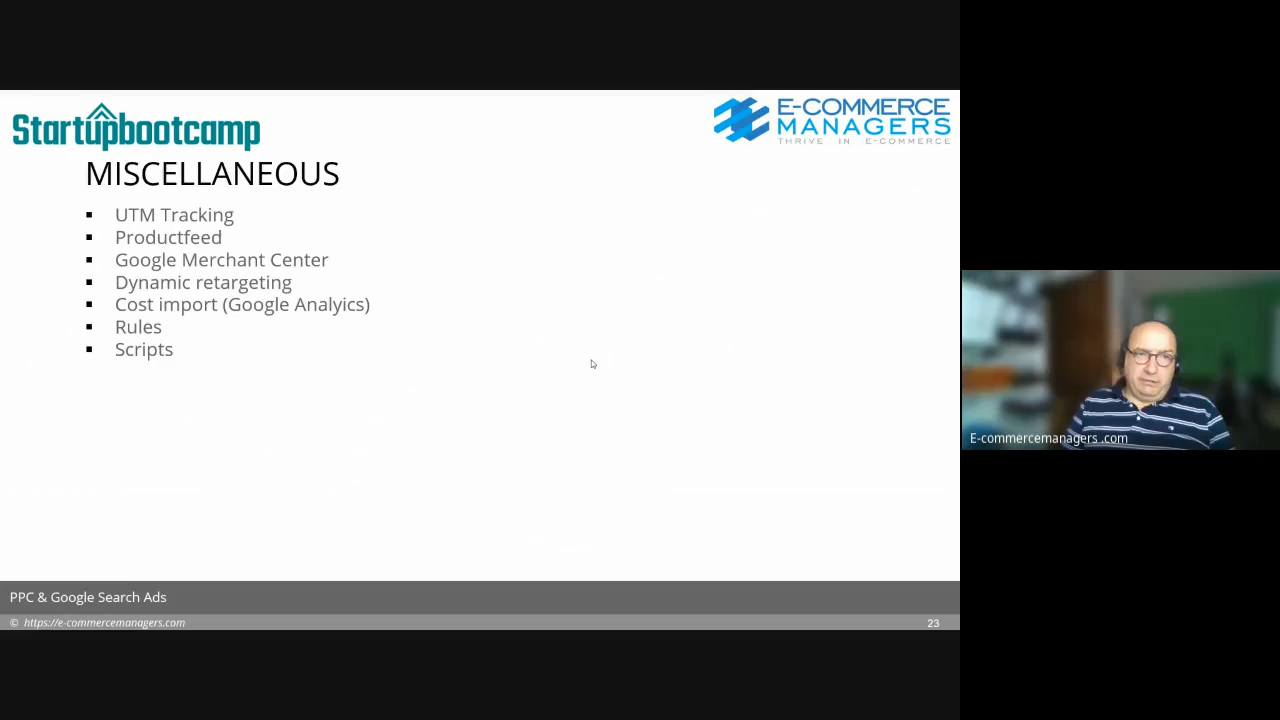 Startupbootcamp
E-COMMERCE
MANAGERS
THRIVE IN E-COMMERCE
MISCELLANEOUS
▪ UTM Tracking
▪ Productfeed
▪ Google Merchant Center
▪ Dynamic retargeting
▪ Cost import (Google Analyics)
▪ Rules
▪ Scripts
E-commercemanagers .com
PPC & Google Search Ads
© https://e-commercemanagers.com
23